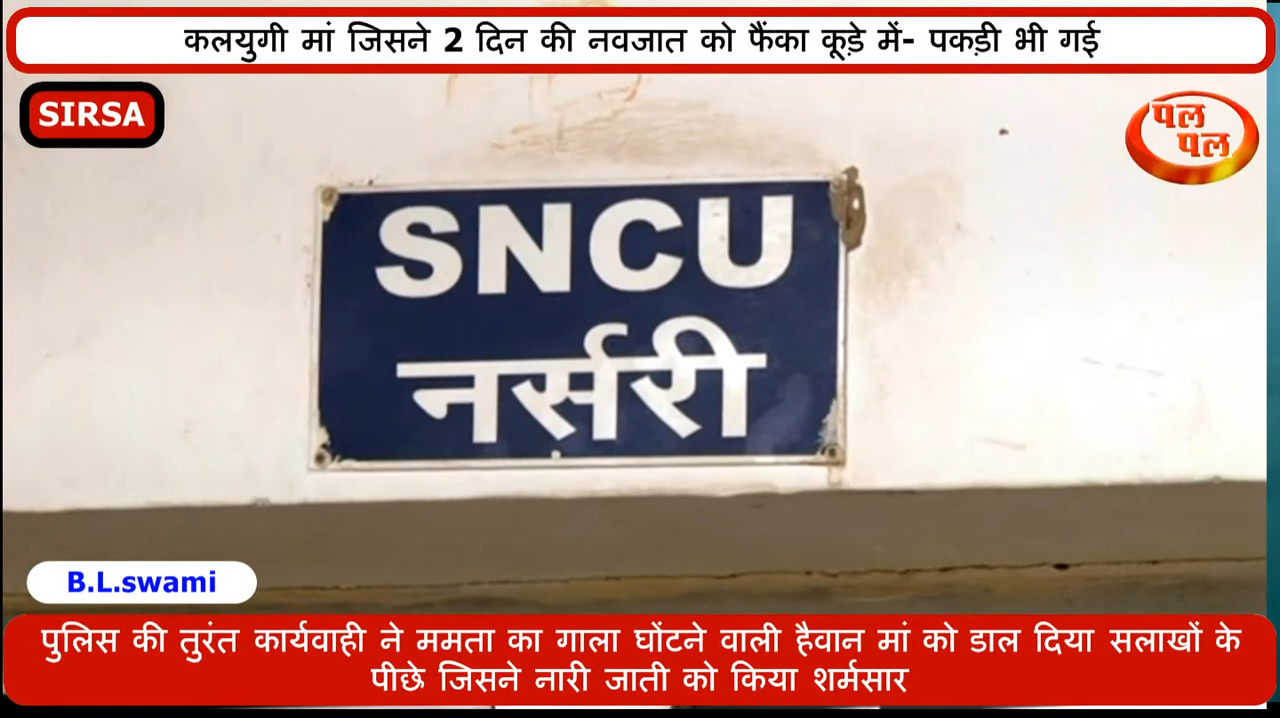 कलयुगी मां जिसने 2 दिन की नवजात को फैंका कूड़े में- पकड़ी भी गई
SIRSA
पल
पल
SNCU
नर्सरी
B.L.swami
पुलिस की तुरंत कार्यवाही ने ममता का गाला घोंटने वाली हैवान मां को डाल दिया सलाखों के
पीछे जिसने नारी जाती को किया शर्मसार